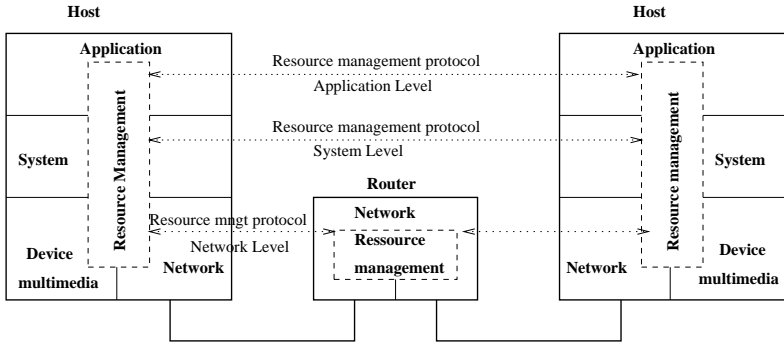 Host
Host
Application
Application
Resource management protocol
Application Level
Resource Management
Resource management
Resource management protocol
System Level
System
System
Router
Network
Resource mngt protocol
Network Level
Ressource
management
Device
multimedia
Network
Network
Device
multimedia